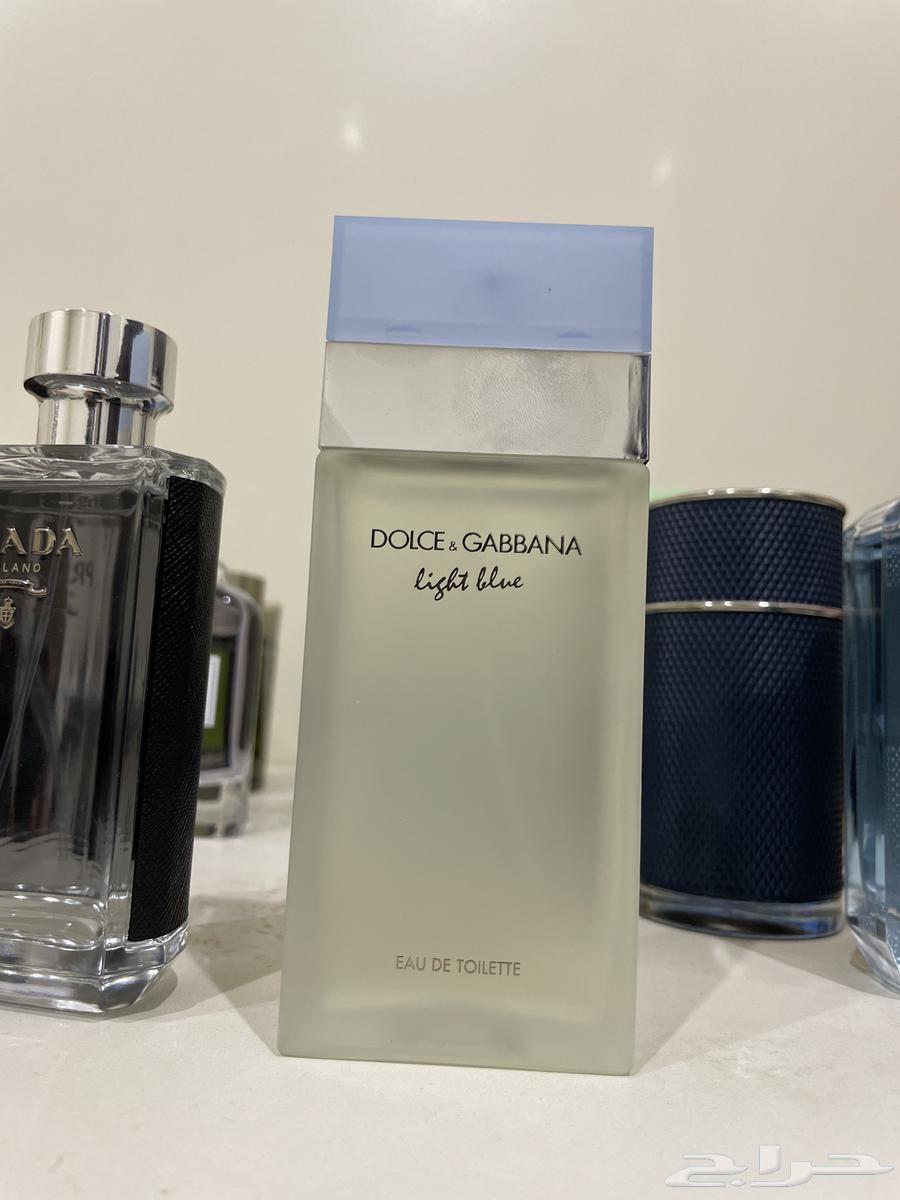 DOLCE & GABBANA
light blue
EAU DE TOILETTE
ADA
LANO
حراج